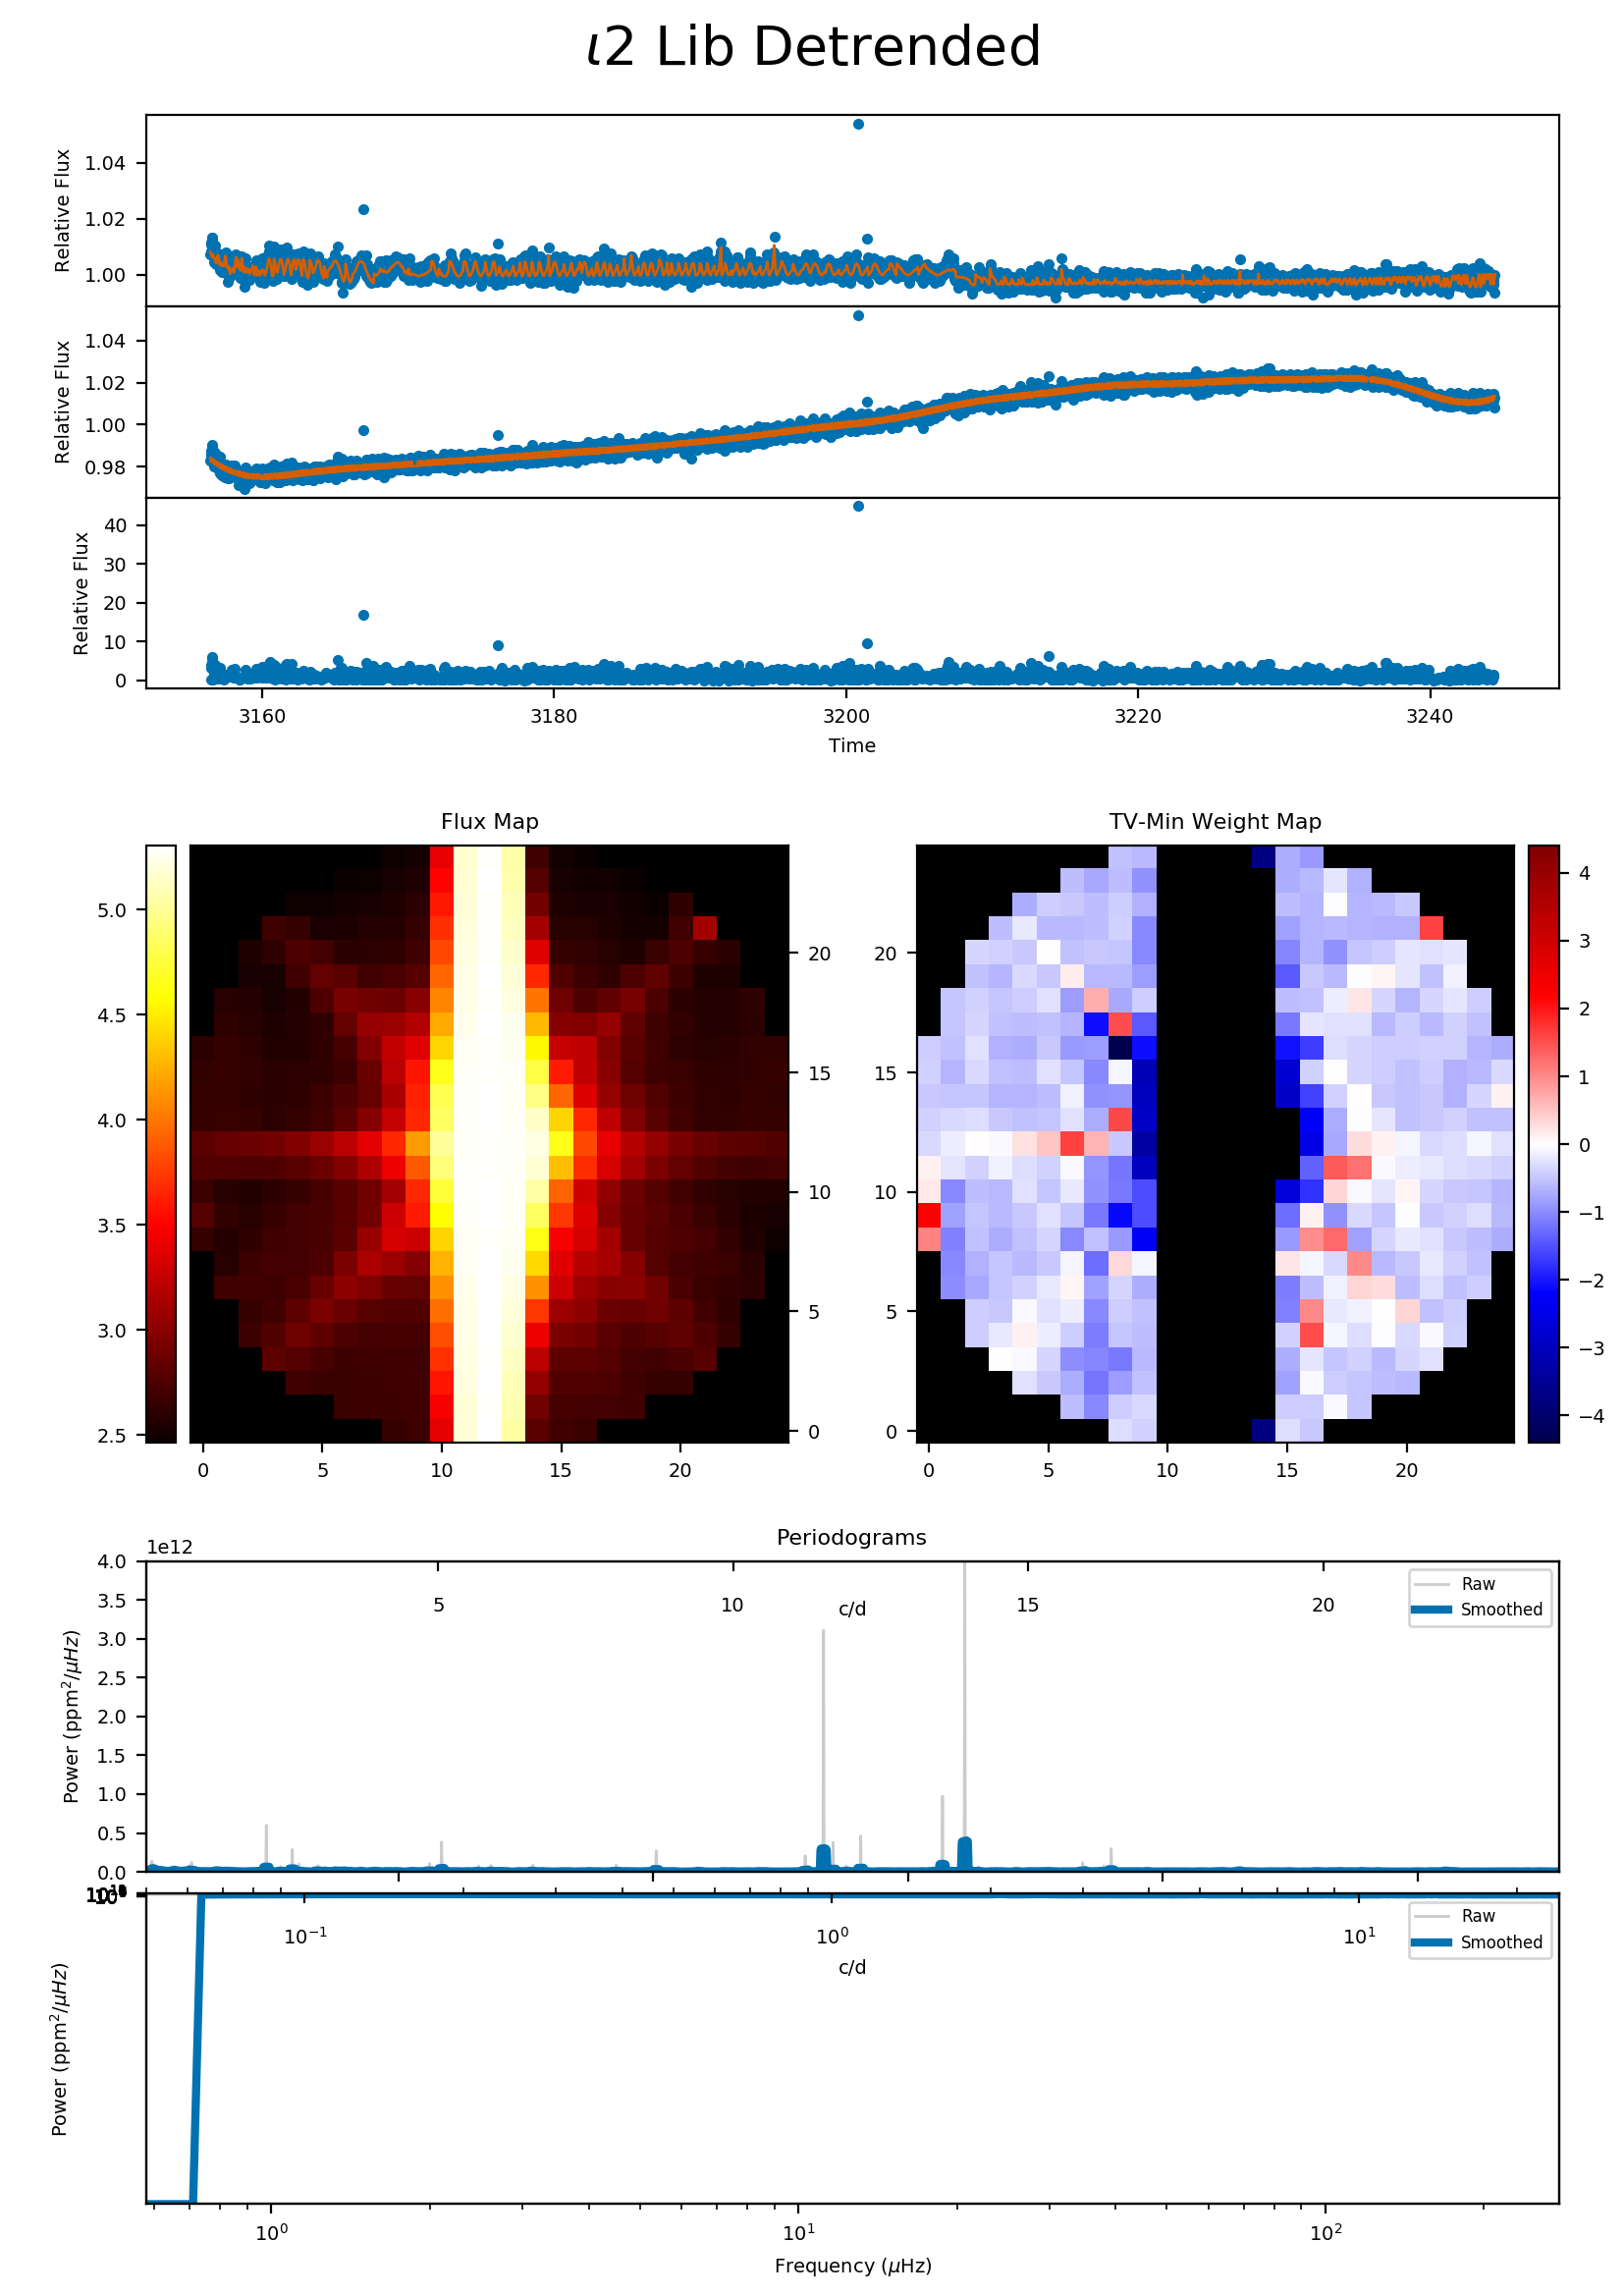 ι2 Lib Detrended
Relative Flux
1.04
1.02
1.00
Relative Flux
1.04
1.02
1.00
0.98
Relative Flux
40
30
20
10
0
3160 3180 3200 3220 3240
Time
Flux Map
5.0
4.5
4.0
3.5
3.0
2.5
20
15
10
5
0
0 5 10 15 20
TV-Min Weight Map
20
15
10
5
0
0 5 10 15 20
4
3
2
1
0
−1
−2
−3
−4
Periodograms
1e12
Power (ppm²/μHz)
4.0
3.5
3.0
2.5
2.0
1.5
1.0
0.5
0.0
5 10 15 20
c/d
Raw
Smoothed
Power (ppm²/μHz)
10⁻¹ 10⁰ 10¹
c/d
Raw
Smoothed
10⁰ 10¹ 10²
Frequency (μHz)